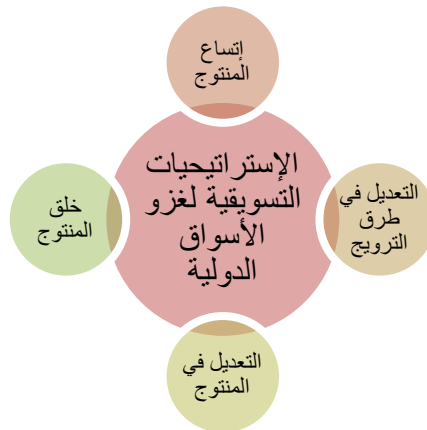 إتساع
المنتوج
الإستراتيجيات
التسويقية لغزو
الأسواق
الدولية
التعديل في
طرق
الترويج
خلق
المنتوج
التعديل في
المنتوج